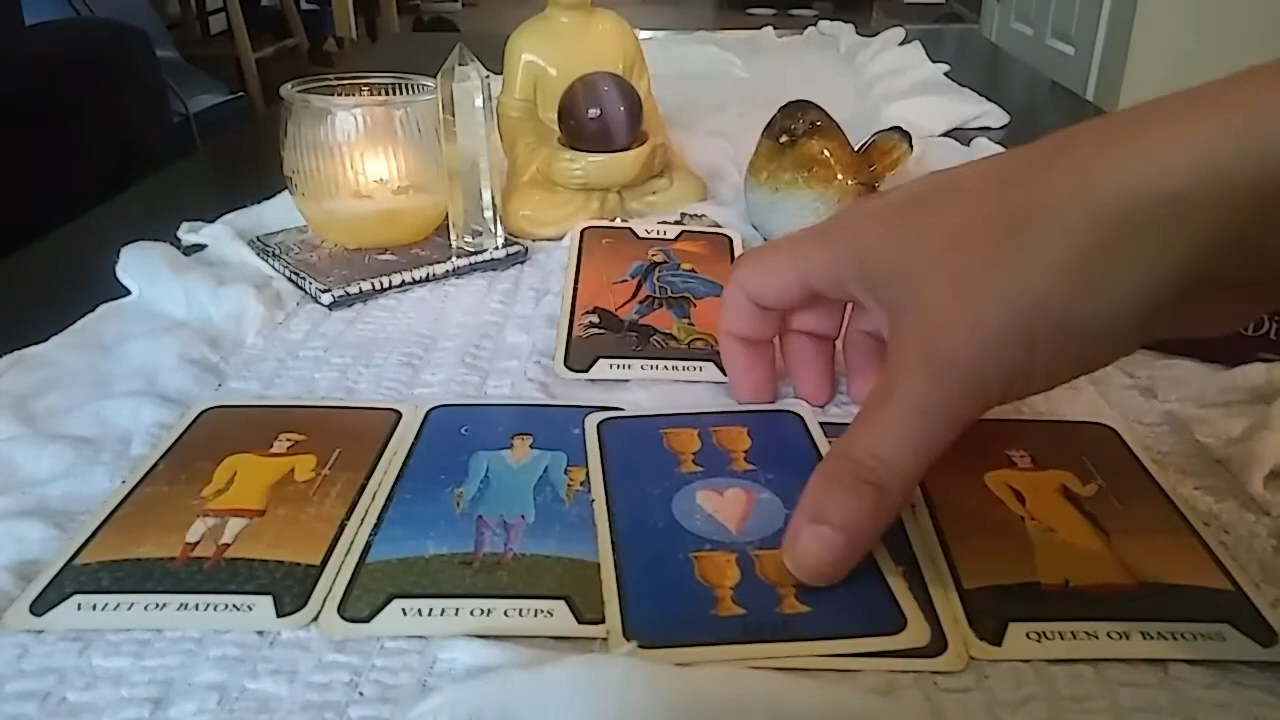 VII
THE CHARIOT
VALET OF BATONS
VALET OF CUPS
QUEEN OF BATONS